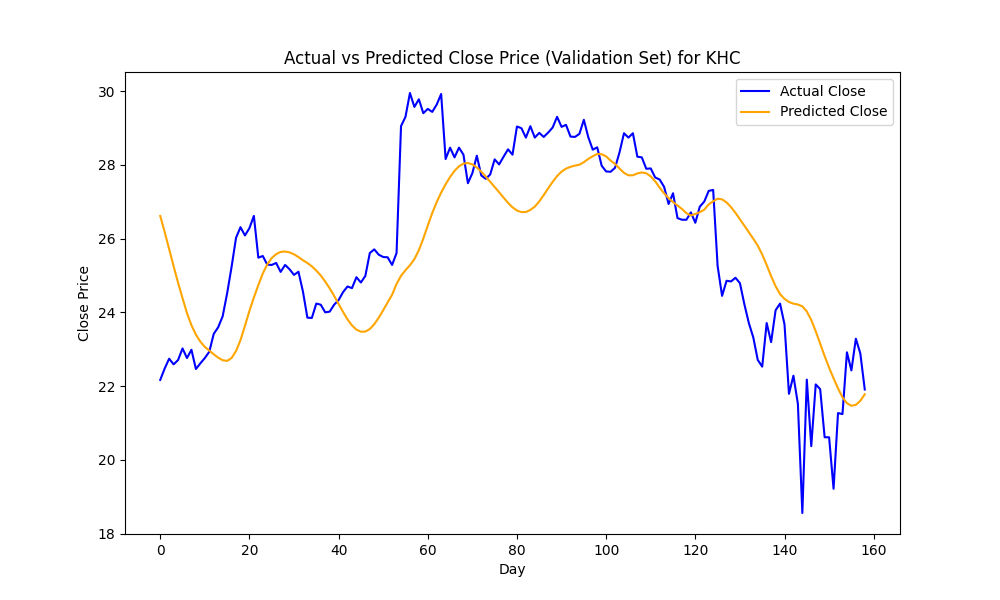 Actual vs Predicted Close Price (Validation Set) for KHC
Actual Close
Predicted Close
Close Price
30
28
26
24
22
20
18
0 20 40 60 80 100 120 140 160
Day